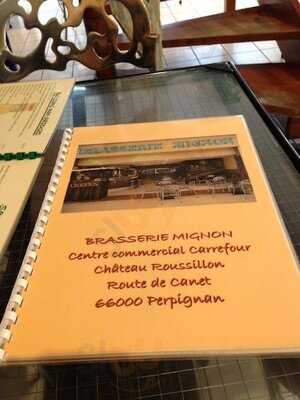 BRASSERIE MIGNON
BRASSERIE MIGNON
Centre commercial Carrefour
Château Roussillon
Route de Canet
66000 Perpignan